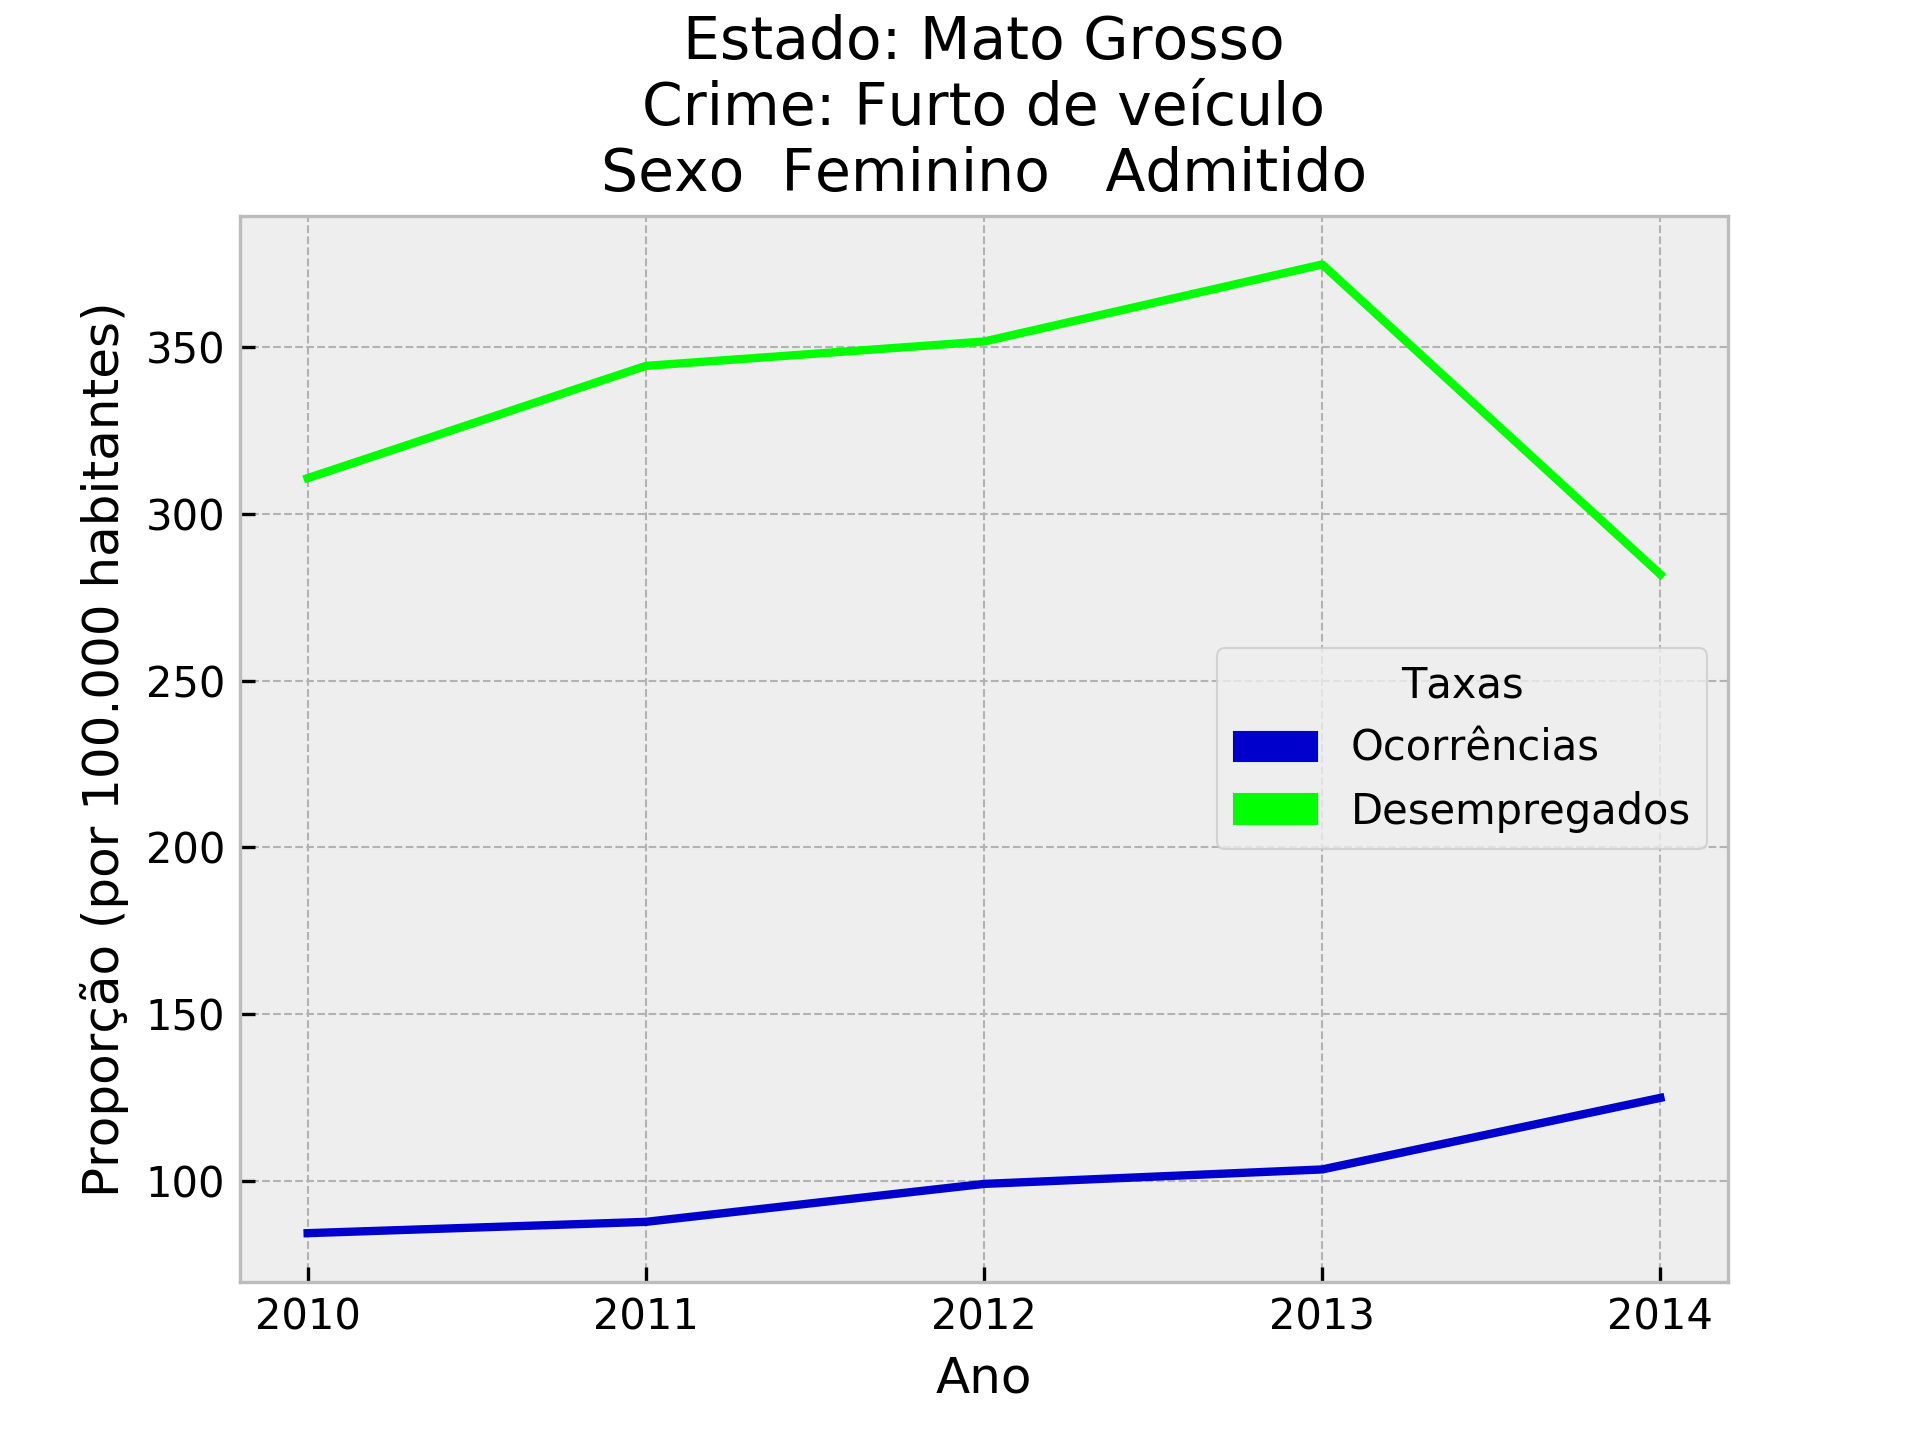 Estado: Mato Grosso
Crime: Furto de veículo
Sexo  Feminino   Admitido
Proporção (por 100.000 habitantes)
350
300
250
200
150
100
Taxas
Ocorrências
Desempregados
2010 2011 2012 2013 2014
Ano